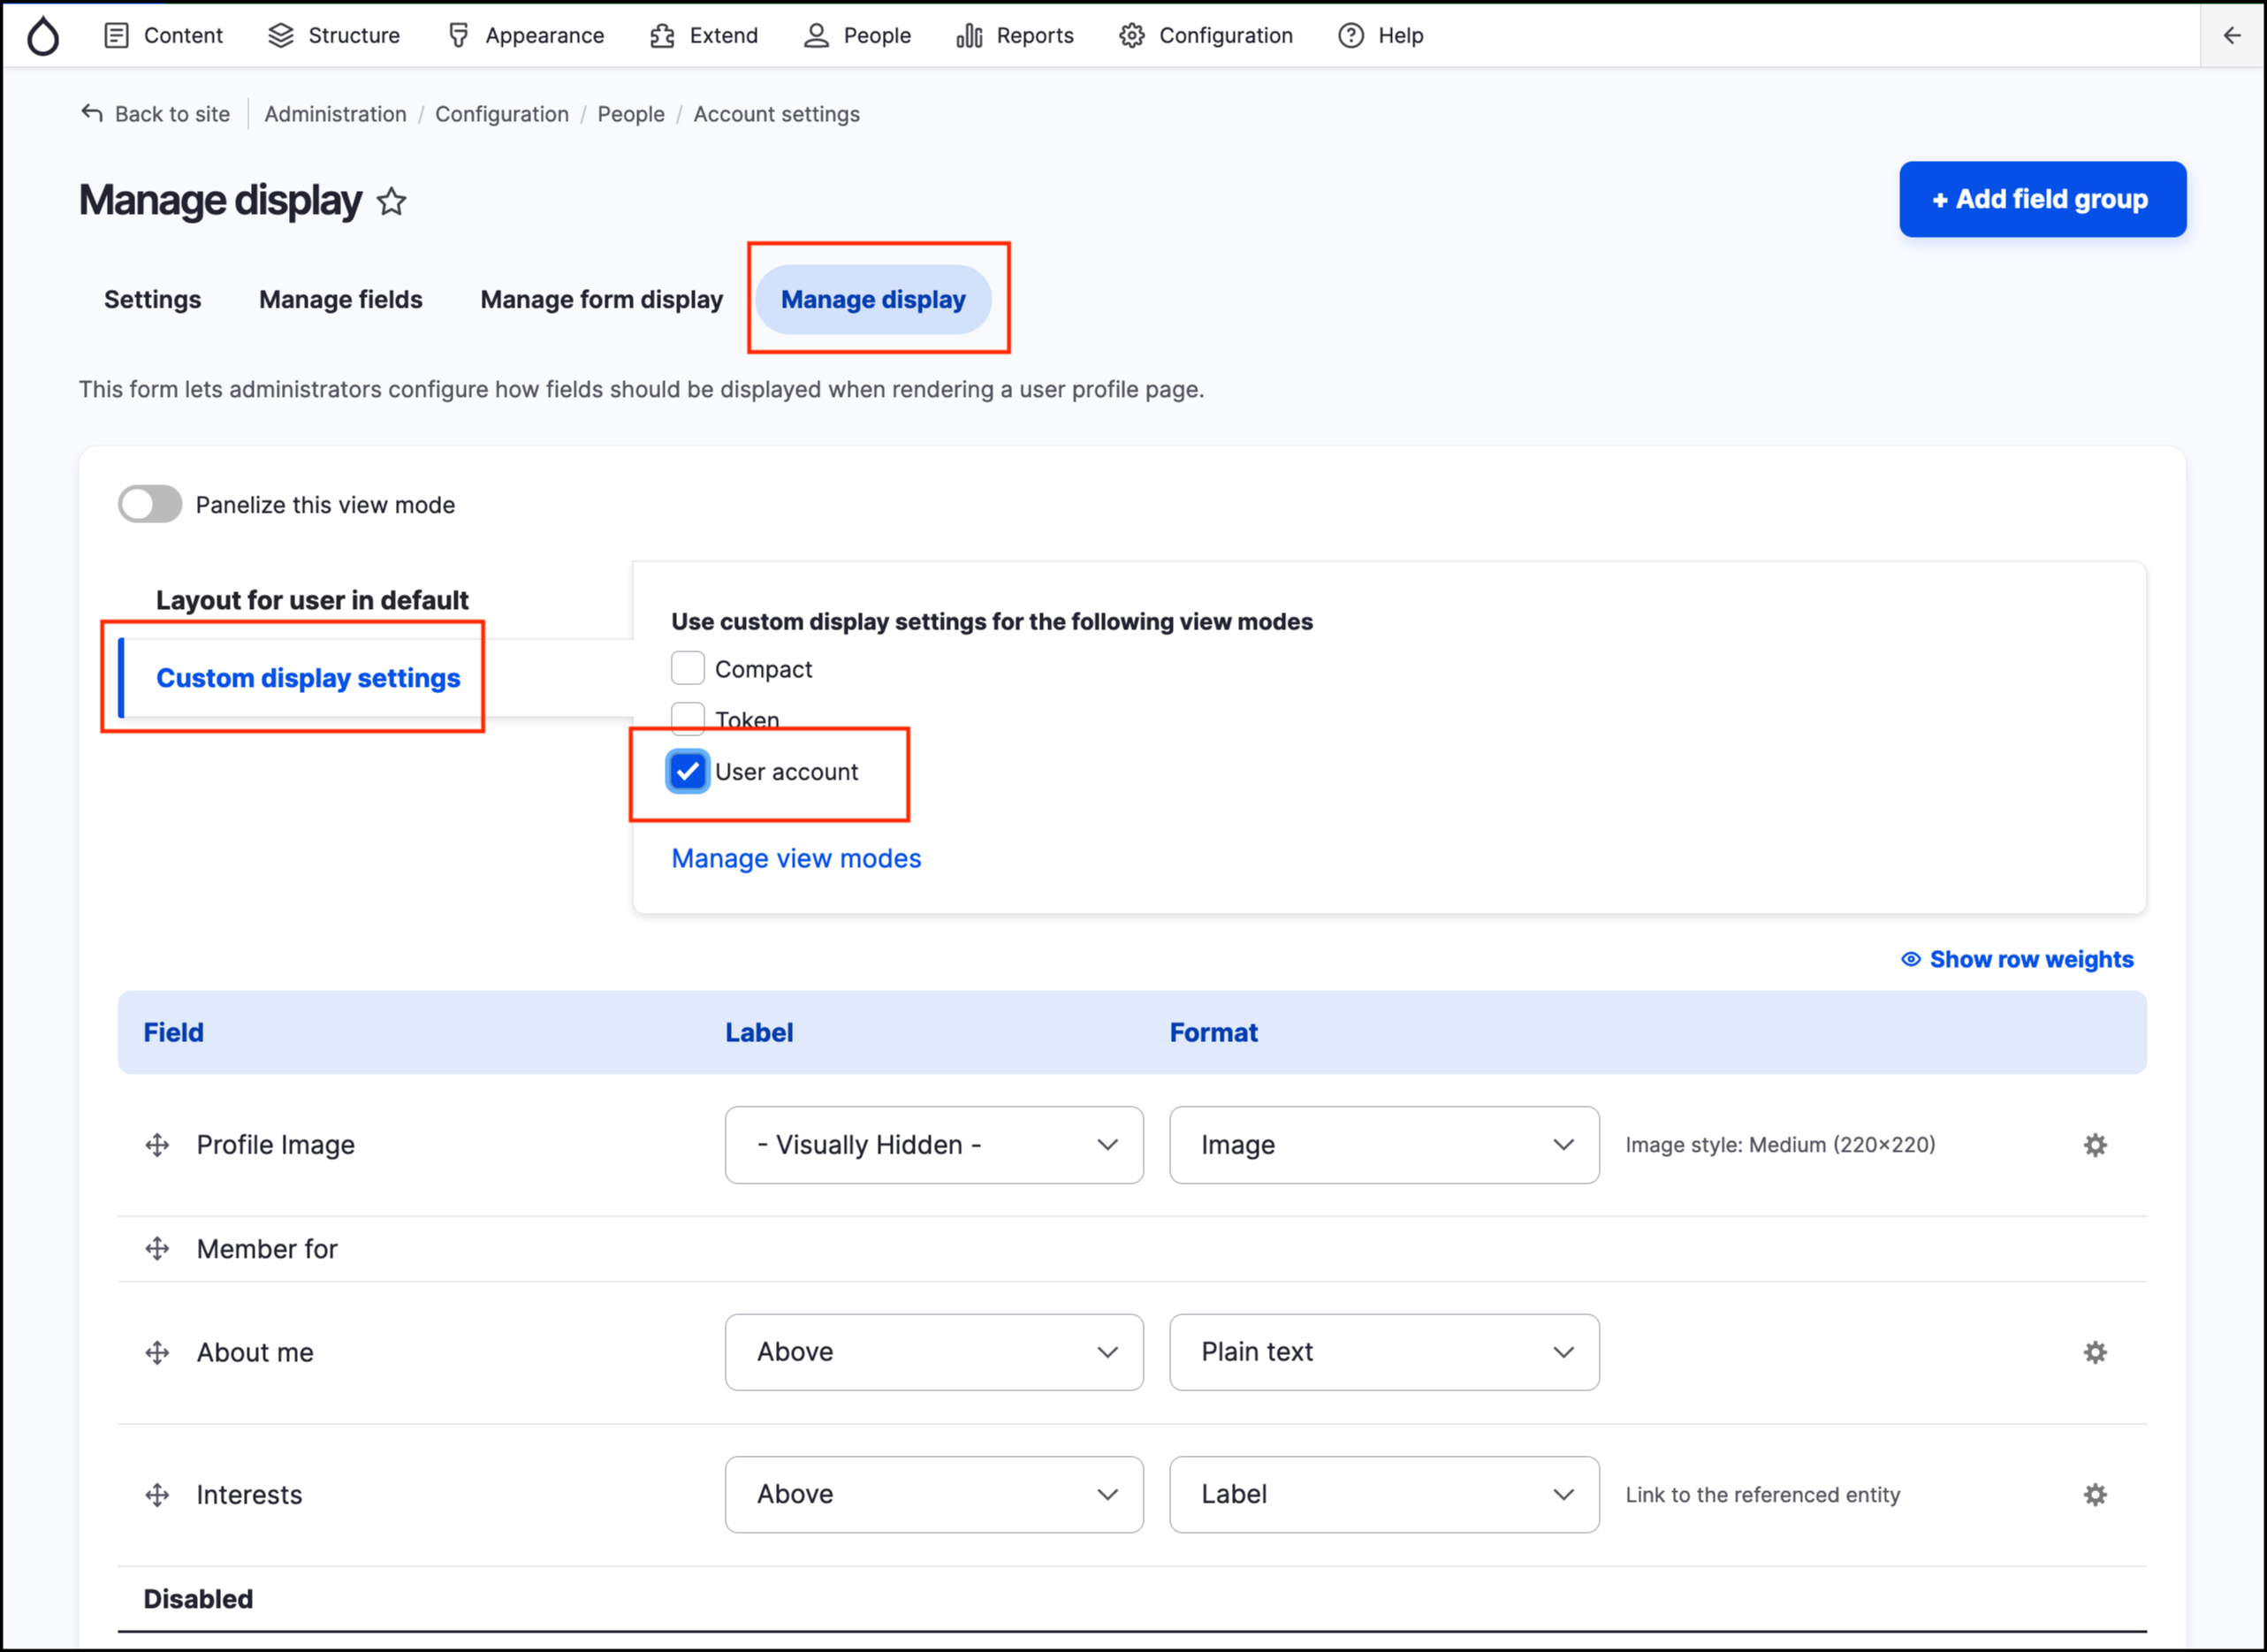 Content Structure Appearance Extend People Reports Configuration Help
Back to site Administration / Configuration / People / Account settings
Manage display
+ Add field group
Settings Manage fields Manage form display Manage display
This form lets administrators configure how fields should be displayed when rendering a user profile page.
Panelize this view mode
Layout for user in default
Custom display settings
Use custom display settings for the following view modes
Compact
Token
User account
Manage view modes
Show row weights
Field Label Format
Profile Image - Visually Hidden - Image Image style: Medium (220×220)
Member for
About me Above Plain text
Interests Above Label Link to the referenced entity
Disabled